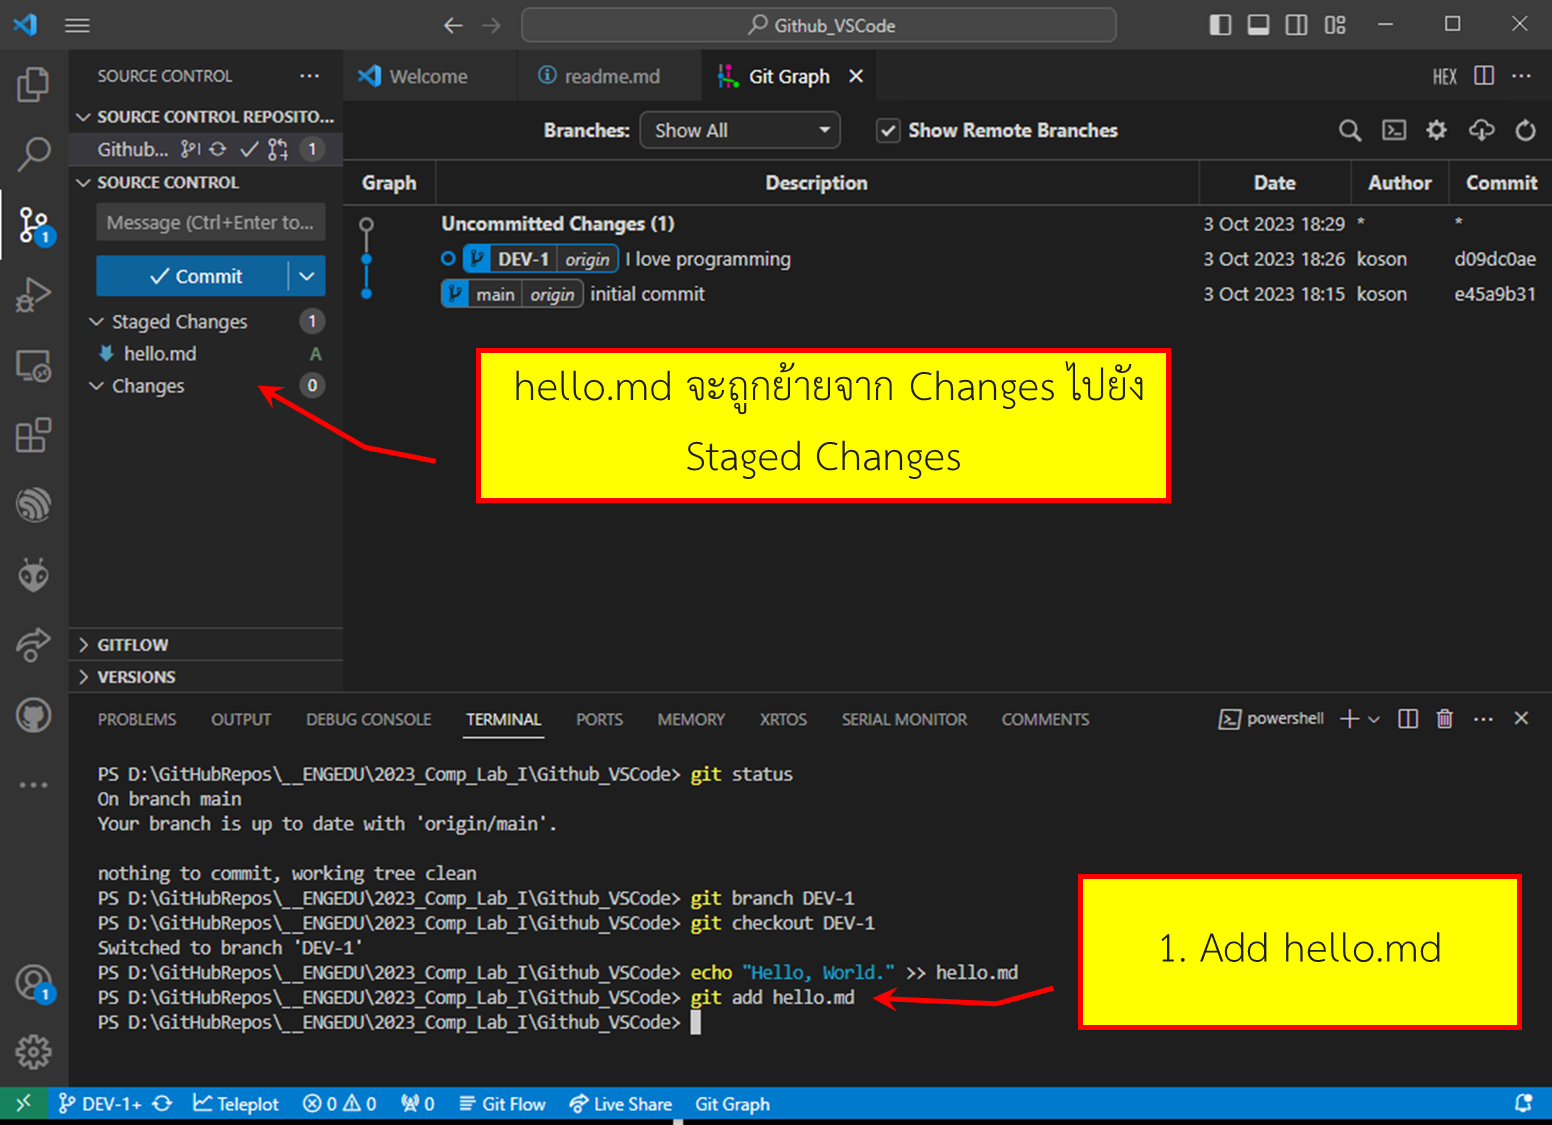 Github_VSCode
SOURCE CONTROL ...
Welcome
readme.md
Git Graph
HEX ...
SOURCE CONTROL REPOSITO...
Github... 1
Branches: Show All
Show Remote Branches
SOURCE CONTROL
Graph Description Date Author Commit
Message (Ctrl+Enter to...
Uncommitted Changes (1) 3 Oct 2023 18:29 * *
DEV-1 origin I love programming 3 Oct 2023 18:26 koson d09dc0ae
main origin initial commit 3 Oct 2023 18:15 koson e45a9b31
1
Commit
Staged Changes 1
hello.md A
Changes 0
hello.md จะถูกย้ายจาก Changes ไปยัง
Staged Changes
GITFLOW
VERSIONS
PROBLEMS OUTPUT DEBUG CONSOLE TERMINAL PORTS MEMORY XRTOS SERIAL MONITOR COMMENTS powershell ...
PS D:\GitHubRepos\__ENGEDU\2023_Comp_Lab_I\Github_VSCode> git status
On branch main
Your branch is up to date with 'origin/main'.
nothing to commit, working tree clean
PS D:\GitHubRepos\__ENGEDU\2023_Comp_Lab_I\Github_VSCode> git branch DEV-1
PS D:\GitHubRepos\__ENGEDU\2023_Comp_Lab_I\Github_VSCode> git checkout DEV-1
Switched to branch 'DEV-1'
PS D:\GitHubRepos\__ENGEDU\2023_Comp_Lab_I\Github_VSCode> echo "Hello, World." >> hello.md
PS D:\GitHubRepos\__ENGEDU\2023_Comp_Lab_I\Github_VSCode> git add hello.md
PS D:\GitHubRepos\__ENGEDU\2023_Comp_Lab_I\Github_VSCode>
1. Add hello.md
1
DEV-1+ Teleplot 0 0 0 Git Flow Live Share Git Graph